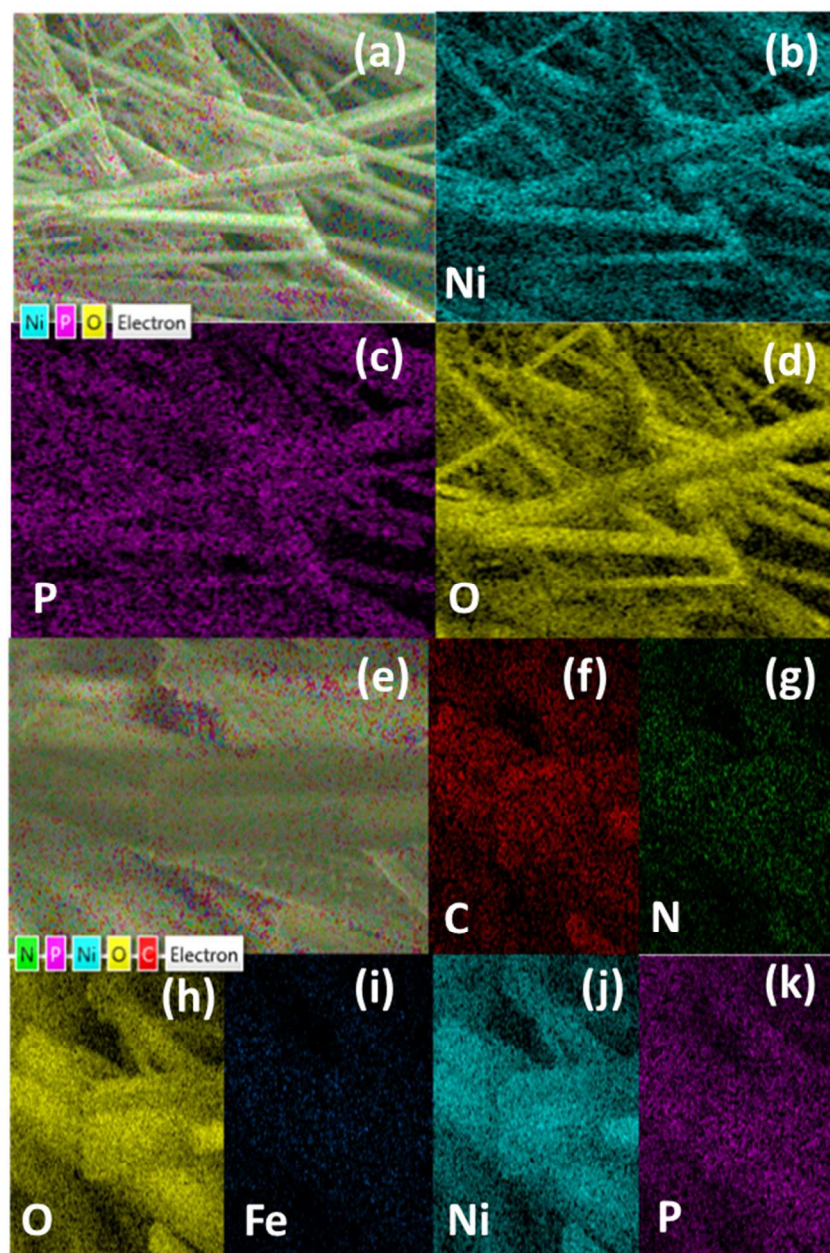 (a)
(b)
Ni
Ni P O Electron
(c)
P
(d)
O
(e)
N P Ni O C Electron
(f)
C
(g)
N
(h)
O
(i)
Fe
(j)
Ni
(k)
P